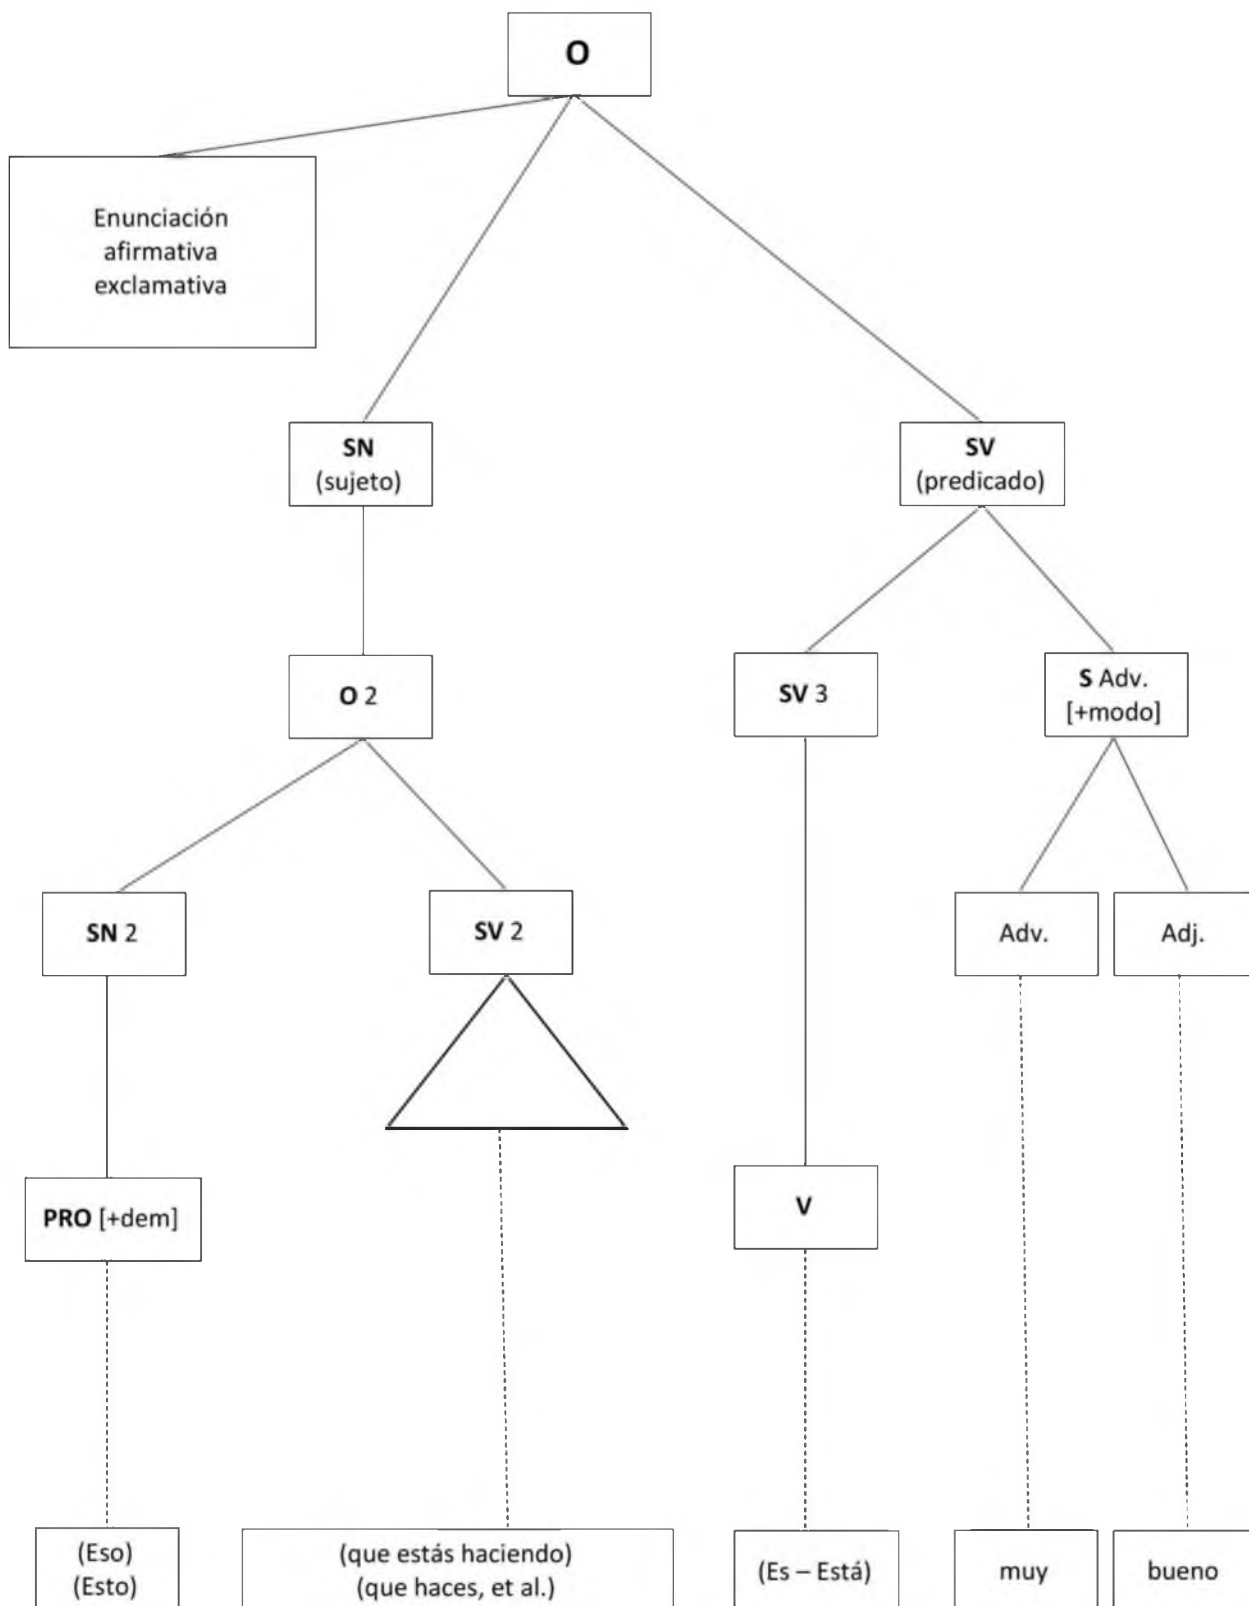 O
Enunciación
afirmativa
exclamativa
SN
(sujeto)
SV
(predicado)
O 2
SV 3
S Adv.
[+modo]
SN 2
SV 2
Adv.
Adj.
PRO [+dem]
V
(Eso)
(Esto)
(que estás haciendo)
(que haces, et al.)
(Es – Está)
muy
bueno